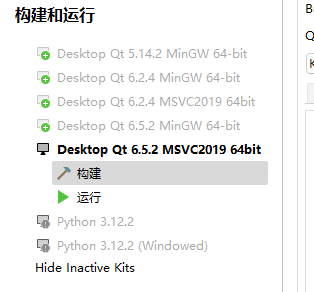 构建和运行
Desktop Qt 5.14.2 MinGW 64-bit
Desktop Qt 6.2.4 MinGW 64-bit
Desktop Qt 6.2.4 MSVC2019 64bit
Desktop Qt 6.5.2 MinGW 64-bit
Desktop Qt 6.5.2 MSVC2019 64bit
构建
运行
Python 3.12.2
Python 3.12.2 (Windowed)
Hide Inactive Kits